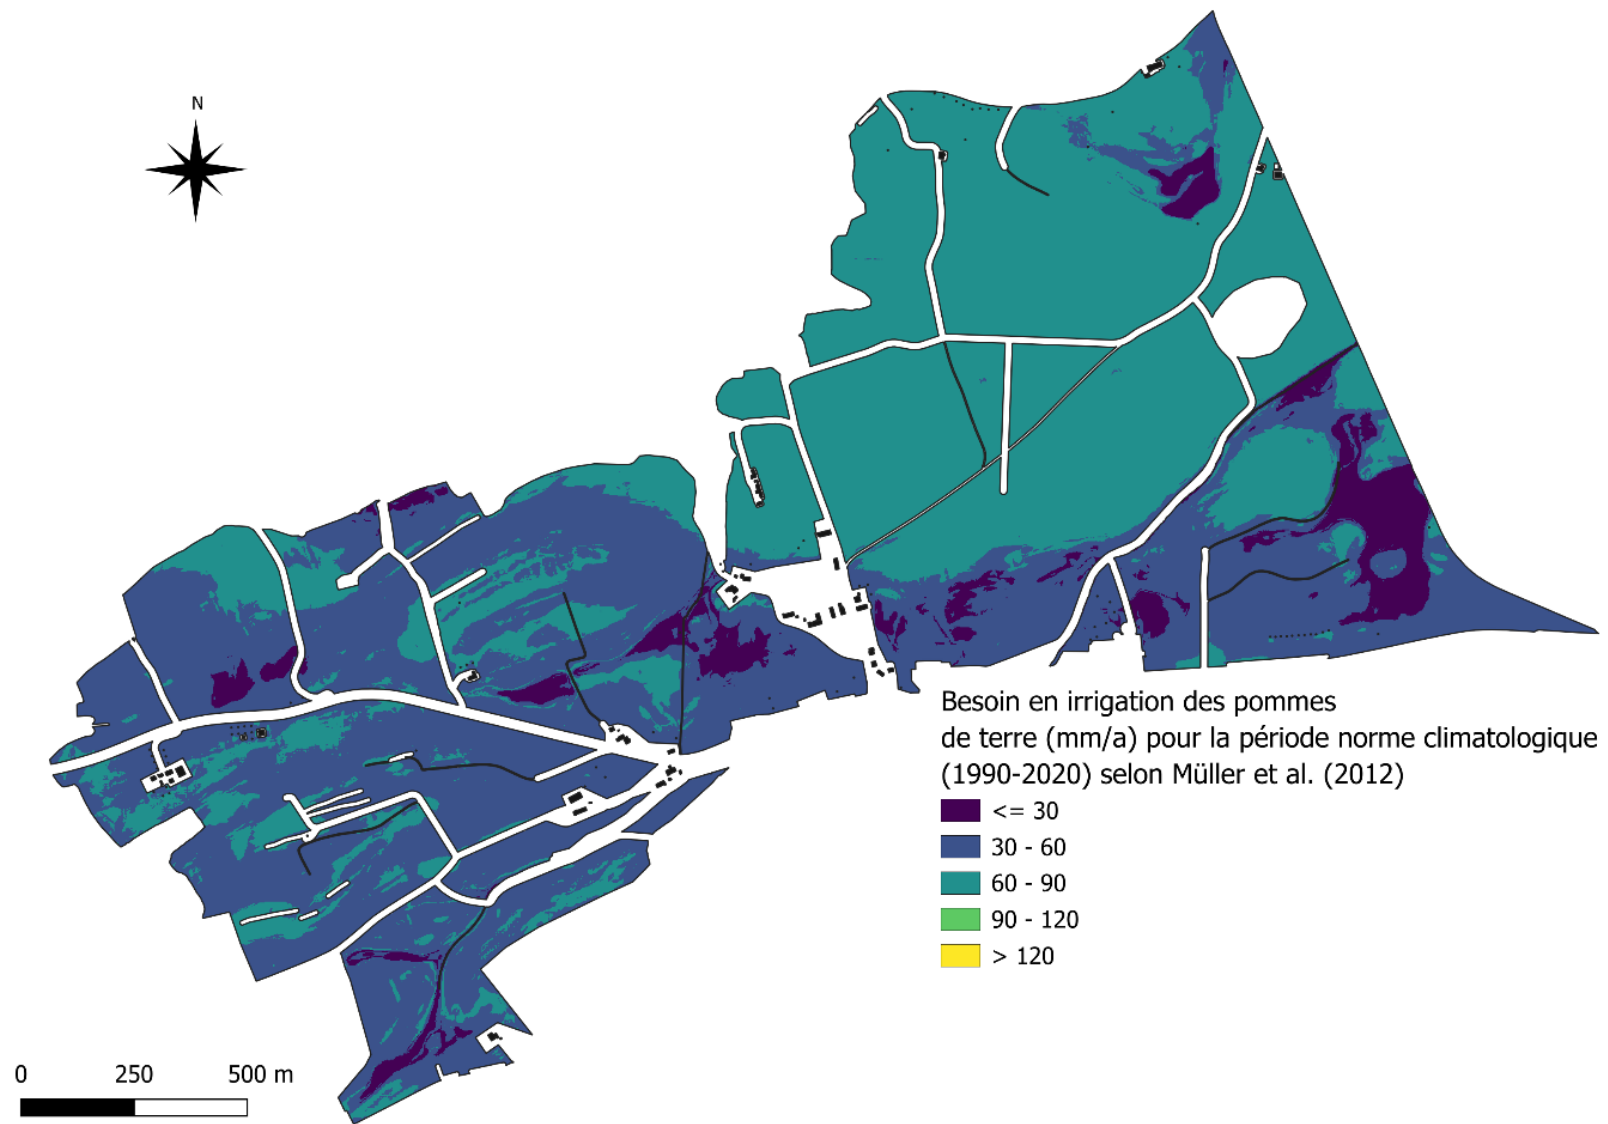 N
Besoin en irrigation des pommes
de terre (mm/a) pour la période norme climatologique
(1990-2020) selon Müller et al. (2012)
<= 30
30 - 60
60 - 90
90 - 120
> 120
0 250 500 m